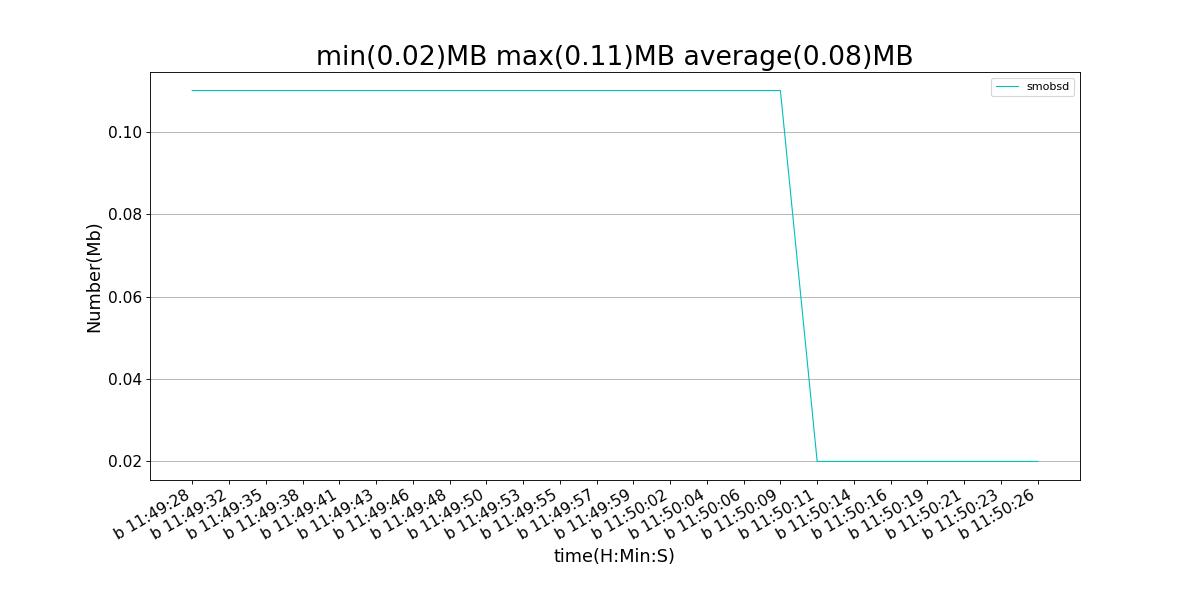 min(0.02)MB max(0.11)MB average(0.08)MB
smobsd
0.10
0.08
0.06
0.04
0.02
Number(Mb)
b 11:49:28
b 11:49:32
b 11:49:35
b 11:49:38
b 11:49:41
b 11:49:43
b 11:49:46
b 11:49:48
b 11:49:50
b 11:49:53
b 11:49:55
b 11:49:57
b 11:49:59
b 11:50:02
b 11:50:04
b 11:50:06
b 11:50:09
b 11:50:11
b 11:50:14
b 11:50:16
b 11:50:19
b 11:50:21
b 11:50:23
b 11:50:26
time(H:Min:S)